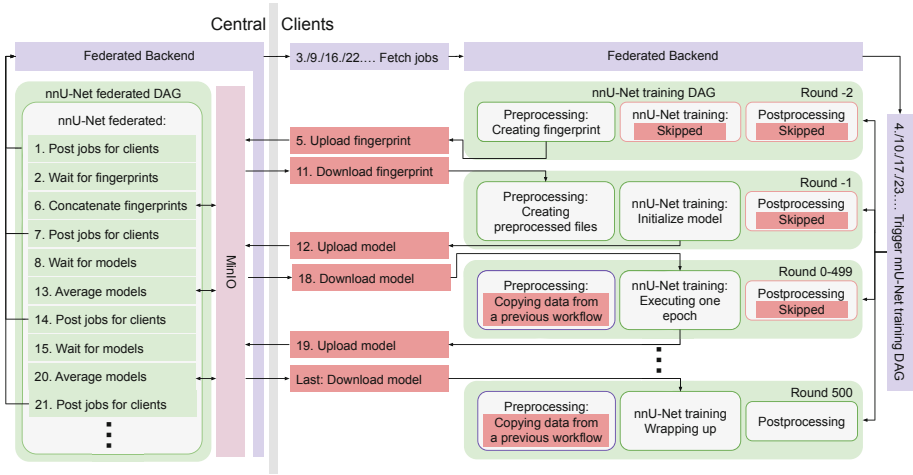 Central
Clients
Federated Backend
3./9./16./22.… Fetch jobs
Federated Backend
nnU-Net federated DAG
nnU-Net federated:
1. Post jobs for clients
2. Wait for fingerprints
6. Concatenate fingerprints
7. Post jobs for clients
8. Wait for models
13. Average models
14. Post jobs for clients
15. Wait for models
20. Average models
21. Post jobs for clients
MinIO
5. Upload fingerprint
11. Download fingerprint
12. Upload model
18. Download model
19. Upload model
Last: Download model
nnU-Net training DAG
Round -2
Preprocessing:
Creating fingerprint
nnU-Net training:
Skipped
Postprocessing
Skipped
Round -1
Preprocessing:
Creating
preprocessed files
nnU-Net training:
Initialize model
Postprocessing
Skipped
Round 0-499
Preprocessing:
Copying data from
a previous workflow
nnU-Net training:
Executing one
epoch
Postprocessing
Skipped
Round 500
Preprocessing:
Copying data from
a previous workflow
nnU-Net training
Wrapping up
Postprocessing
4./10./17./23.… Trigger nnU-Net training DAG